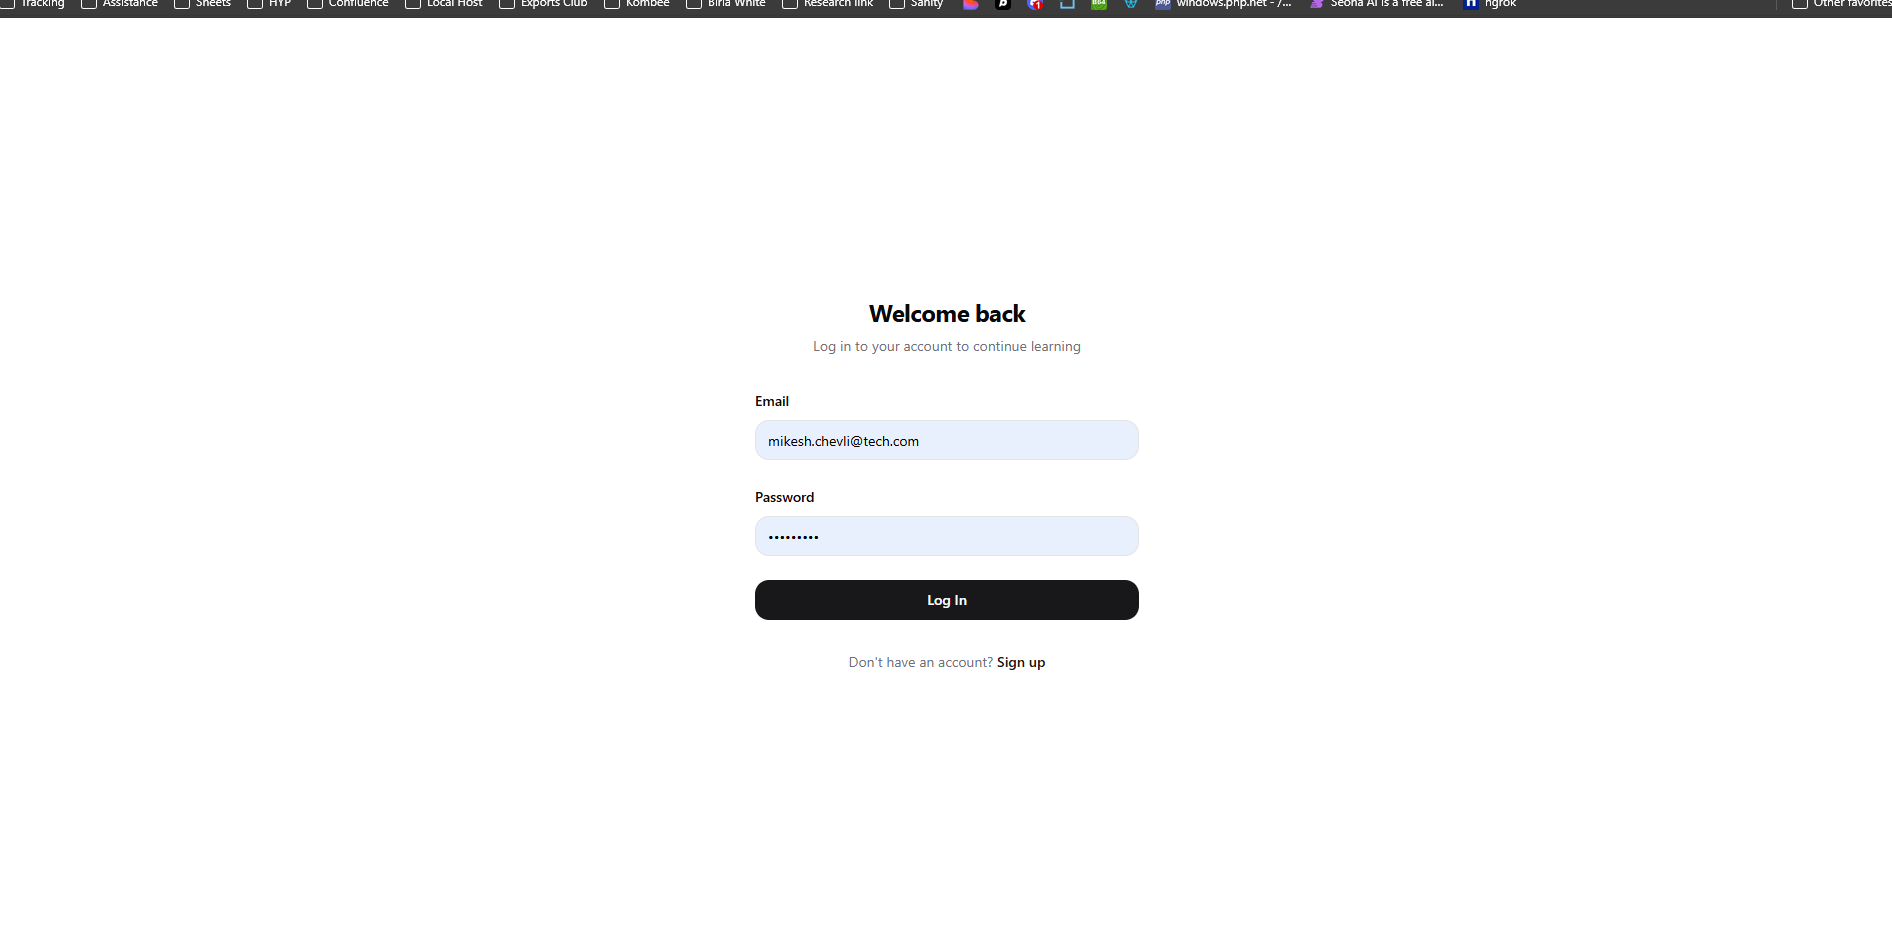 Tracking Assistance Sheets HYP Confluence Local Host Exports Club Kombee Birla White Research link Sanity windows.php.net - /... Seona AI is a free al... ngrok Other favorites
Welcome back
Log in to your account to continue learning
Email
mikesh.chevli@tech.com
Password
•••••••••
Log In
Don't have an account? Sign up